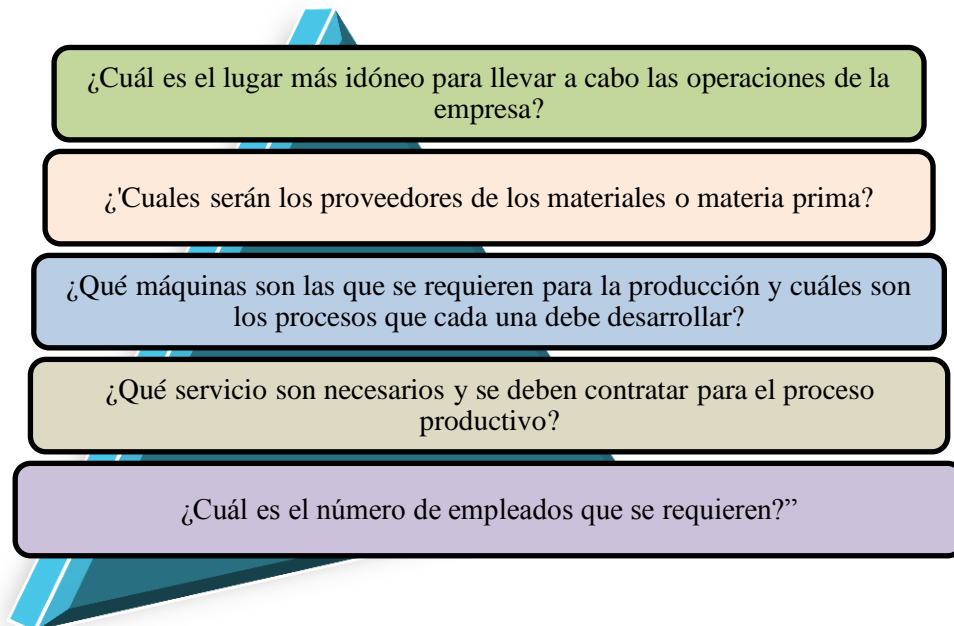 ¿Cuál es el lugar más idóneo para llevar a cabo las operaciones de la
empresa?
¿'Cuales serán los proveedores de los materiales o materia prima?
¿Qué máquinas son las que se requieren para la producción y cuáles son
los procesos que cada una debe desarrollar?
¿Qué servicio son necesarios y se deben contratar para el proceso
productivo?
¿Cuál es el número de empleados que se requieren?”